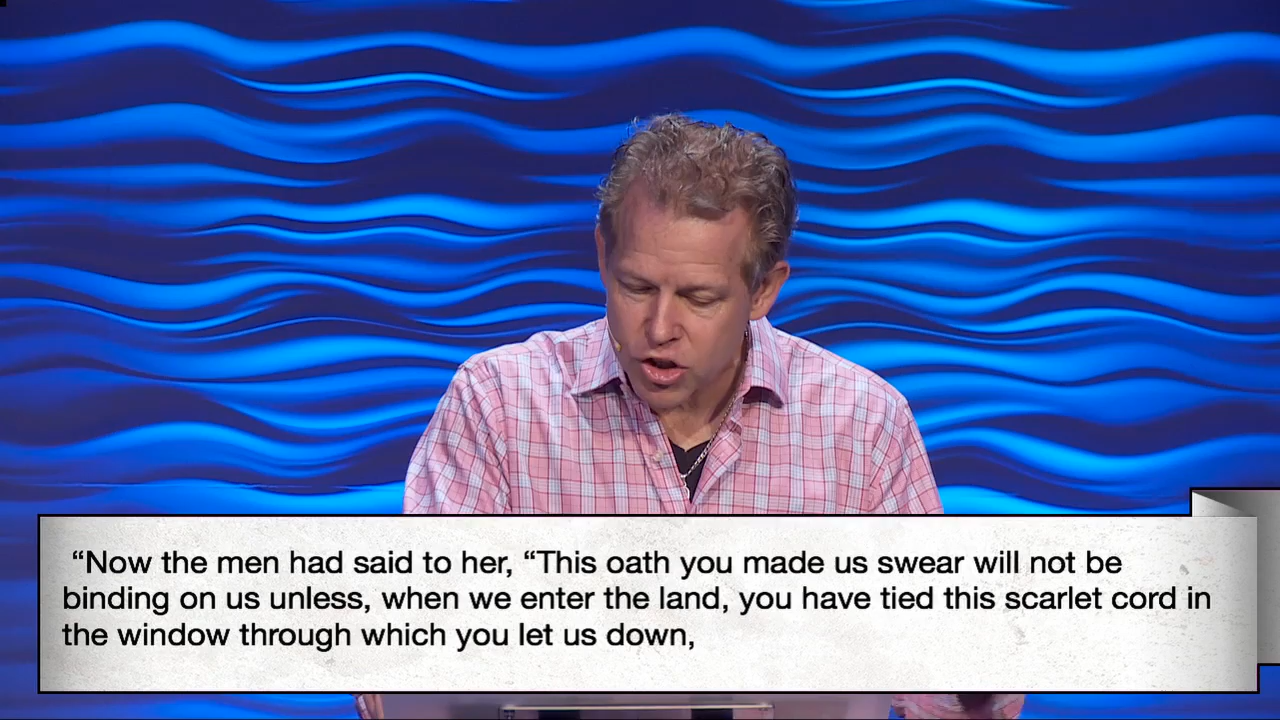 “Now the men had said to her, “This oath you made us swear will not be
binding on us unless, when we enter the land, you have tied this scarlet cord in
the window through which you let us down,